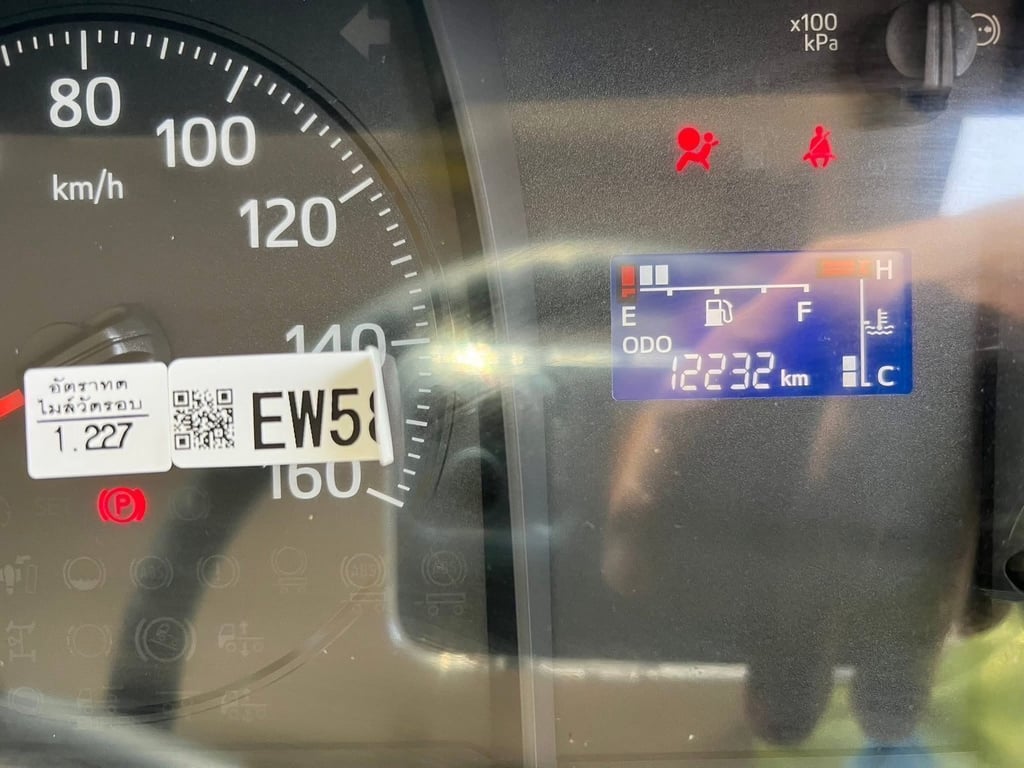 80
100
km/h
120
140
160
อัตราทด
ไมล์วัดรอบ
1.227
EW58
P
x100
kPa
H
E
F
ODO
12232 km
C